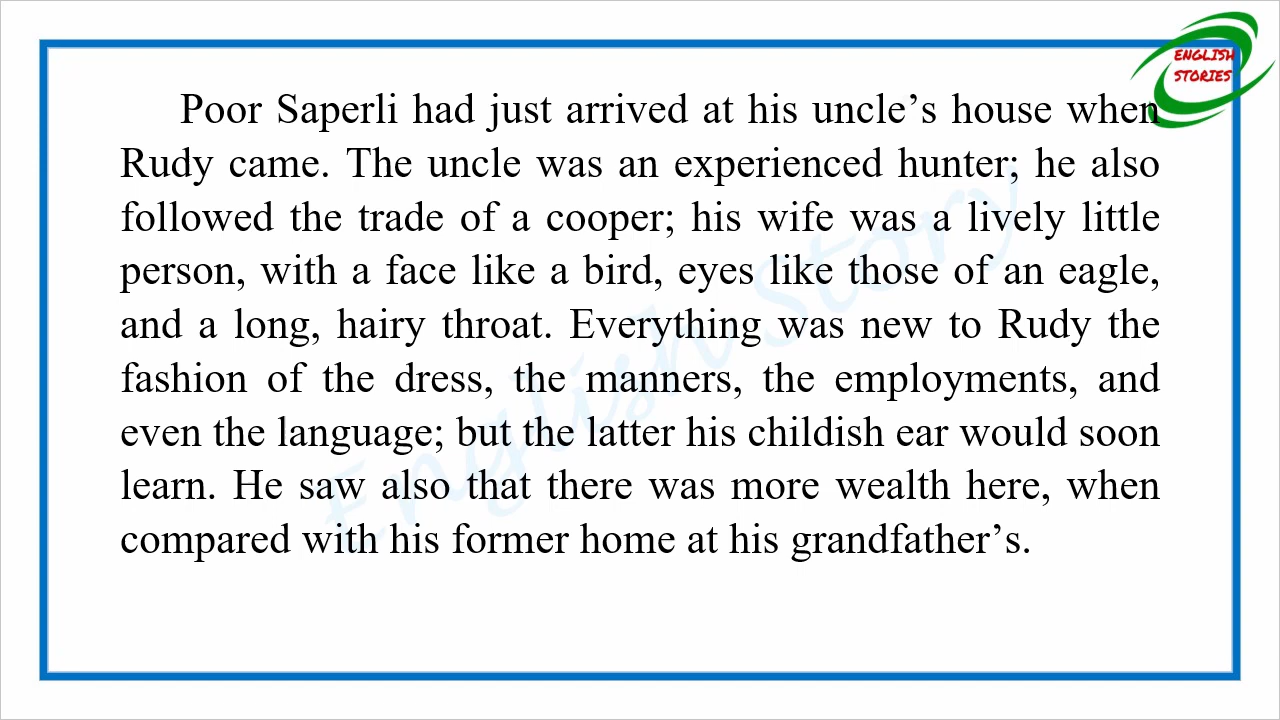 ENGLISH
STORIES
Poor Saperli had just arrived at his uncle’s house when
Rudy came. The uncle was an experienced hunter; he also
followed the trade of a cooper; his wife was a lively little
person, with a face like a bird, eyes like those of an eagle,
and a long, hairy throat. Everything was new to Rudy the
fashion of the dress, the manners, the employments, and
even the language; but the latter his childish ear would soon
learn. He saw also that there was more wealth here, when
compared with his former home at his grandfather’s.
English Story